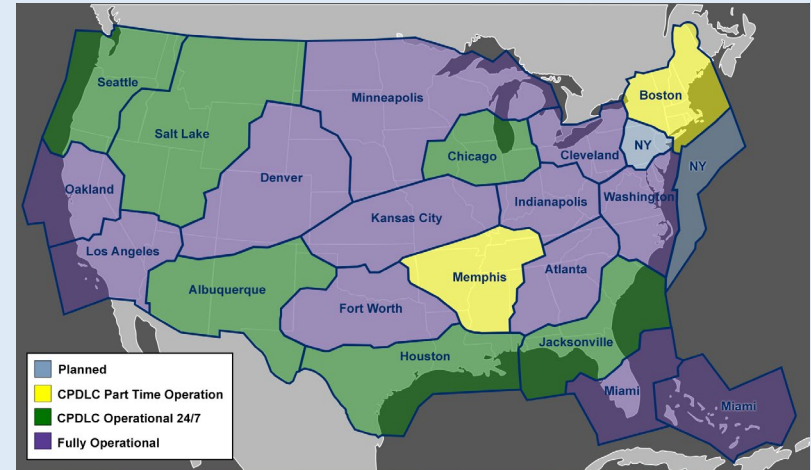 Seattle
Minneapolis
Boston
Salt Lake
NY
Chicago
Cleveland
NY
Denver
Oakland
Indianapolis
Washington
Kansas City
Los Angeles
Atlanta
Memphis
Albuquerque
Fort Worth
Jacksonville
Houston
Miami
Miami
Planned
CPDLC Part Time Operation
CPDLC Operational 24/7
Fully Operational